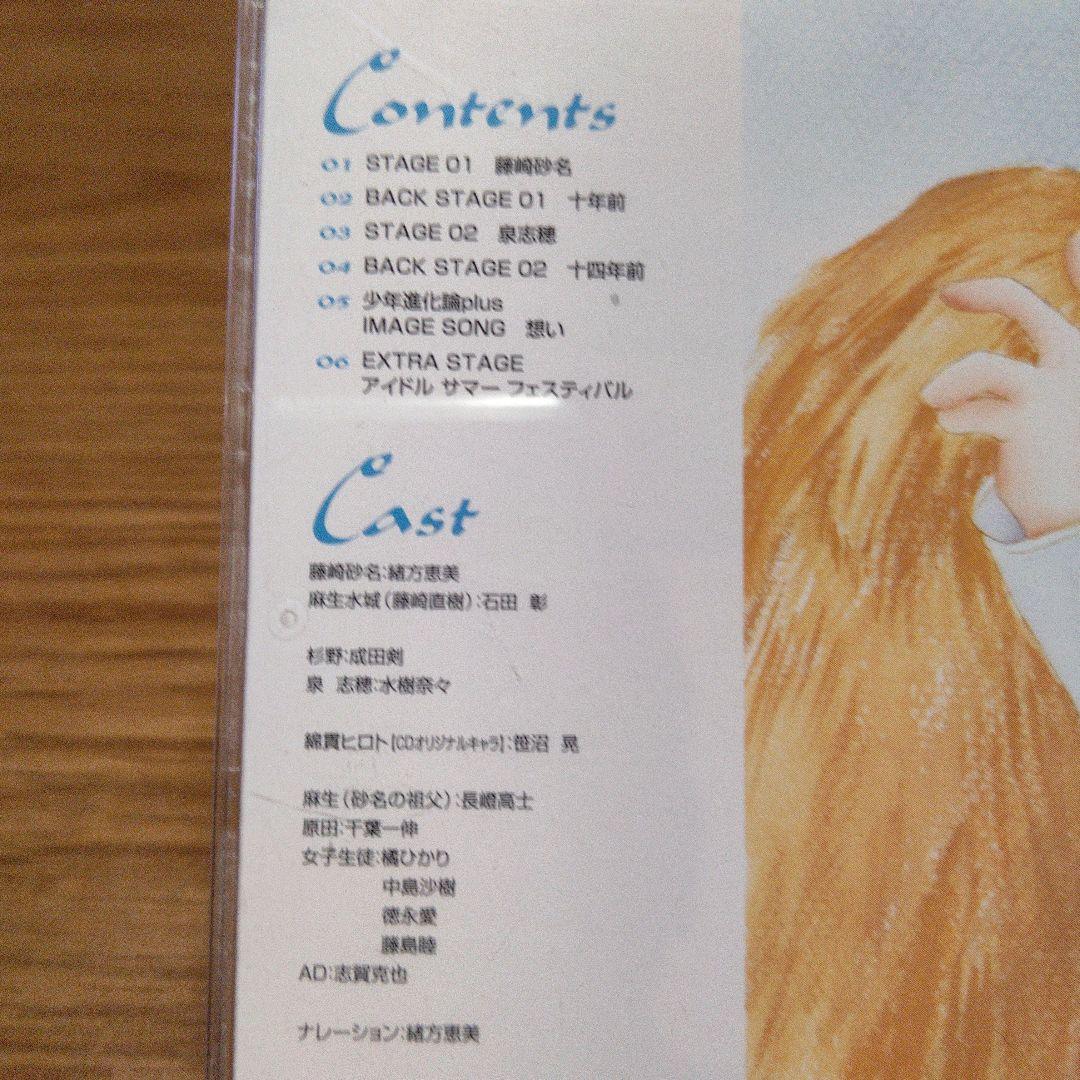 Contents
01 STAGE 01 藤崎砂名
02 BACK STAGE 01 十年前
03 STAGE 02 泉志穂
04 BACK STAGE 02 十四年前
05 少年進化論plus
IMAGE SONG 想い
06 EXTRA STAGE
アイドル サマー フェスティバル
Cast
藤崎砂名:緒方恵美
麻生水城(藤崎直樹):石田 彰
杉野:成田剣
泉 志穂:水樹奈々
綿貫ヒロト[CDオリジナルキャラ]:笹沼 晃
麻生(砂名の祖父):長嶝高士
原田:千葉一伸
女子生徒:橘ひかり
中島沙樹
徳永愛
藤島睦
AD:志賀克也
ナレーション:緒方恵美